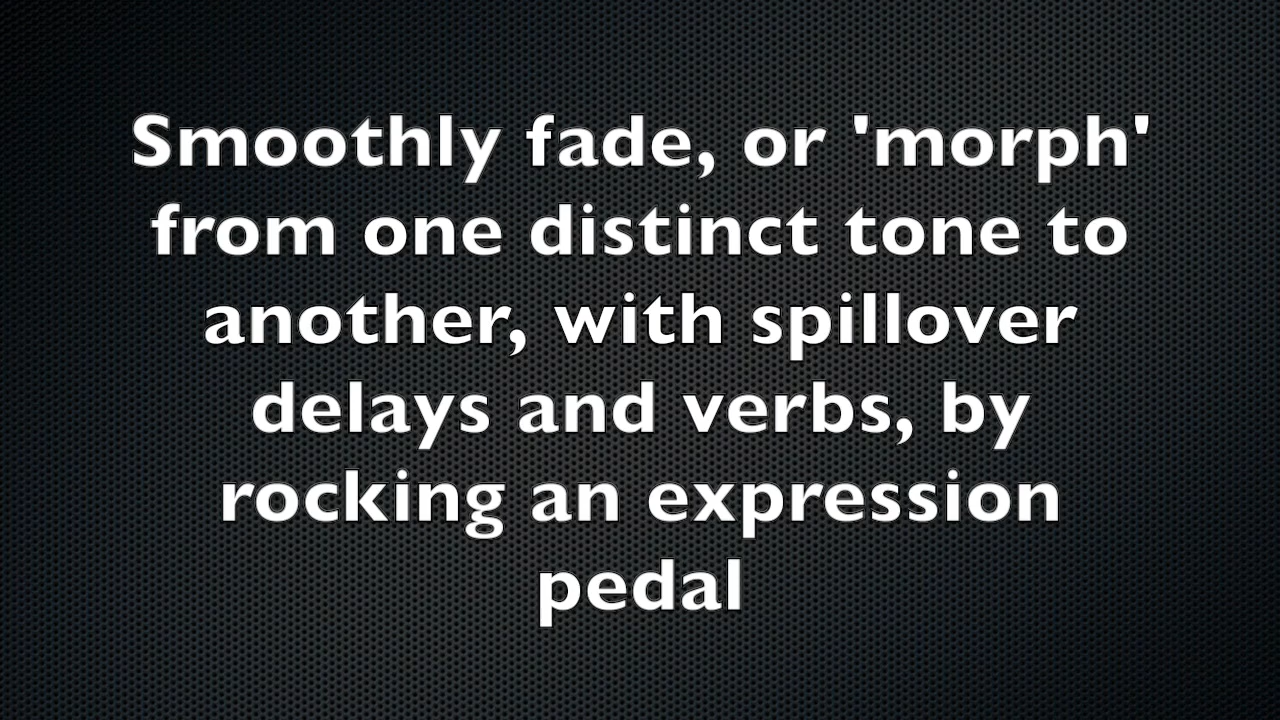 Smoothly fade, or 'morph'
from one distinct tone to
another, with spillover
delays and verbs, by
rocking an expression
pedal